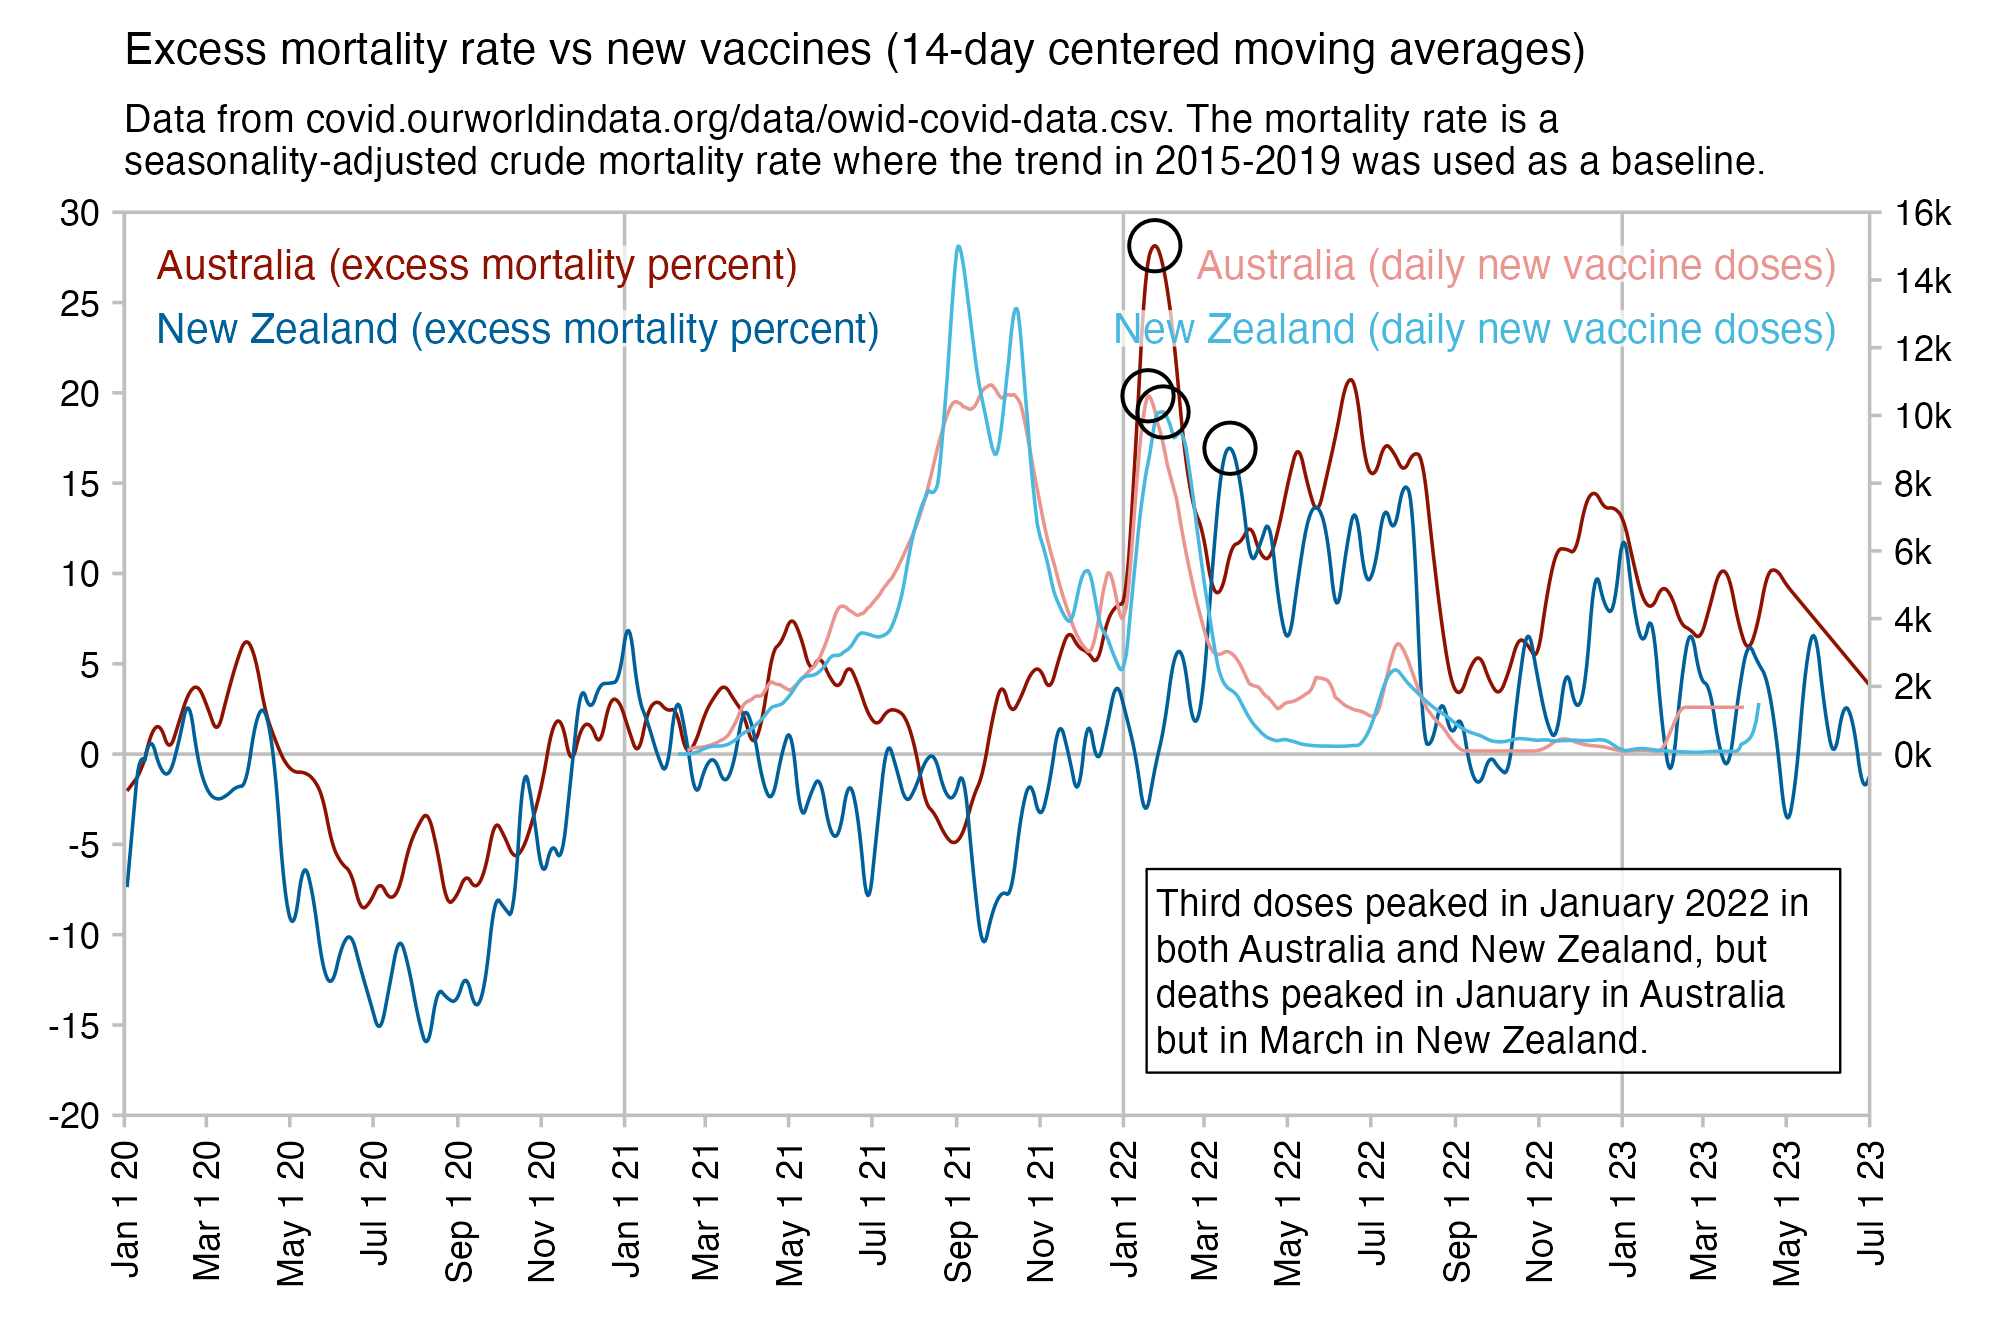 Excess mortality rate vs new vaccines (14-day centered moving averages)
Data from covid.ourworldindata.org/data/owid-covid-data.csv. The mortality rate is a
seasonality-adjusted crude mortality rate where the trend in 2015-2019 was used as a baseline.
Australia (excess mortality percent)
New Zealand (excess mortality percent)
Australia (daily new vaccine doses)
New Zealand (daily new vaccine doses)
30
25
20
15
10
5
0
-5
-10
-15
-20
16k
14k
12k
10k
8k
6k
4k
2k
0k
Third doses peaked in January 2022 in
both Australia and New Zealand, but
deaths peaked in January in Australia
but in March in New Zealand.
Jan 1 20
Mar 1 20
May 1 20
Jul 1 20
Sep 1 20
Nov 1 20
Jan 1 21
Mar 1 21
May 1 21
Jul 1 21
Sep 1 21
Nov 1 21
Jan 1 22
Mar 1 22
May 1 22
Jul 1 22
Sep 1 22
Nov 1 22
Jan 1 23
Mar 1 23
May 1 23
Jul 1 23